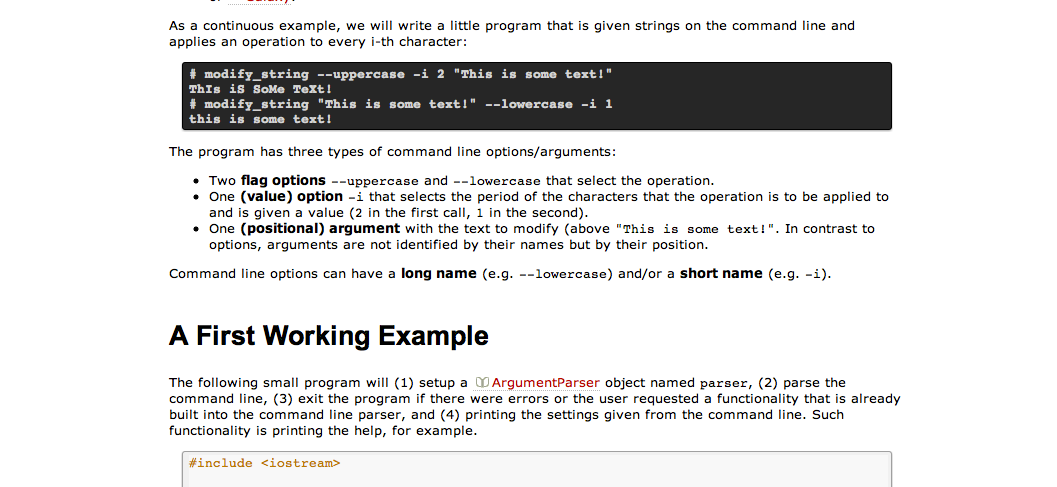 As a continuous example, we will write a little program that is given strings on the command line and
applies an operation to every i-th character:
# modify_string --uppercase -i 2 "This is some text!"
ThIs iS SoMe TeXt!
# modify_string "This is some text!" --lowercase -i 1
this is some text!
The program has three types of command line options/arguments:
• Two flag options --uppercase and --lowercase that select the operation.
• One (value) option -i that selects the period of the characters that the operation is to be applied to
and is given a value (2 in the first call, 1 in the second).
• One (positional) argument with the text to modify (above "This is some text!". In contrast to
options, arguments are not identified by their names but by their position.
Command line options can have a long name (e.g. --lowercase) and/or a short name (e.g. -i).
A First Working Example
The following small program will (1) setup a ArgumentParser object named parser, (2) parse the
command line, (3) exit the program if there were errors or the user requested a functionality that is already
built into the command line parser, and (4) printing the settings given from the command line. Such
functionality is printing the help, for example.
#include <iostream>